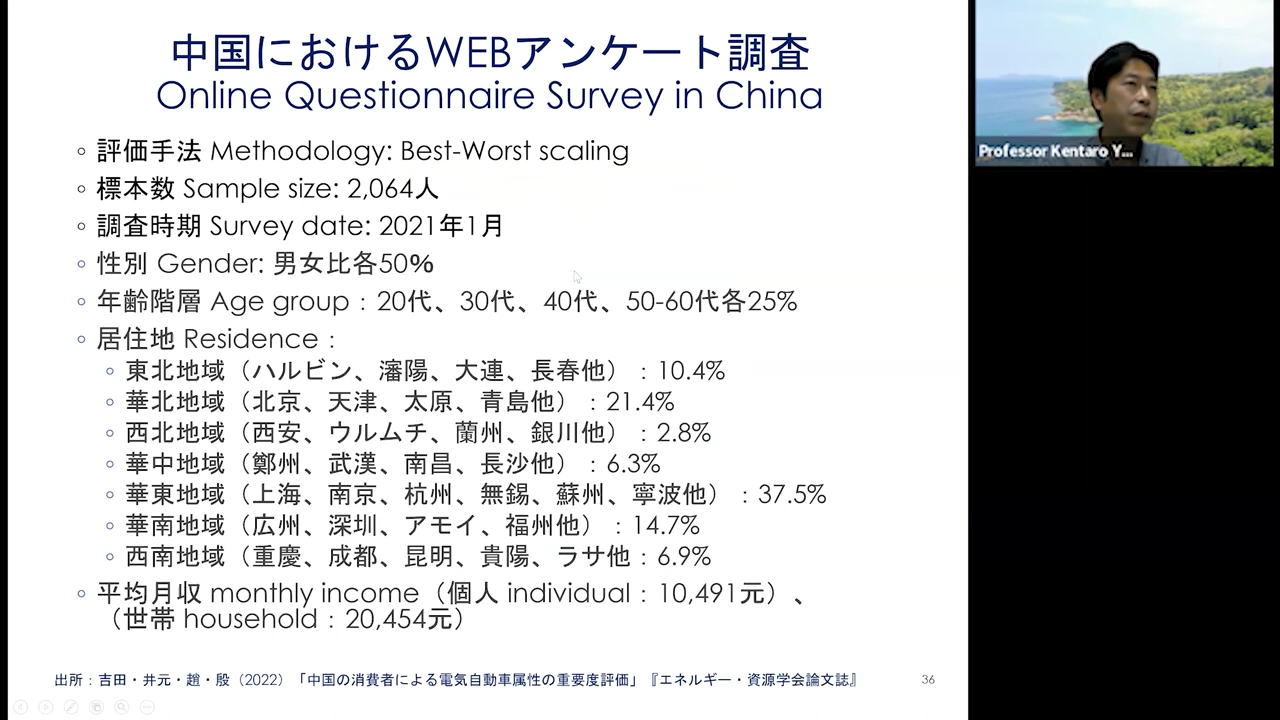 中国におけるWEBアンケート調査
Online Questionnaire Survey in China
評価手法 Methodology: Best-Worst scaling
標本数 Sample size: 2,064人
調査時期 Survey date: 2021年1月
性別 Gender: 男女比各50%
年齢階層 Age group：20代、30代、40代、50-60代各25%
居住地 Residence：
東北地域（ハルビン、瀋陽、大連、長春他）：10.4%
華北地域（北京、天津、太原、青島他）：21.4%
西北地域（西安、ウルムチ、蘭州、銀川他）：2.8%
華中地域（鄭州、武漢、南昌、長沙他）：6.3%
華東地域（上海、南京、杭州、無錫、蘇州、寧波他）：37.5%
華南地域（広州、深圳、アモイ、福州他）：14.7%
西南地域（重慶、成都、昆明、貴陽、ラサ他：6.9%
平均月収 monthly income（個人 individual：10,491元）、
（世帯 household：20,454元）
出所：吉田・井元・趙・殷（2022）「中国の消費者による電気自動車属性の重要度評価」『エネルギー・資源学会論文誌』
36
Professor Kentaro Y...